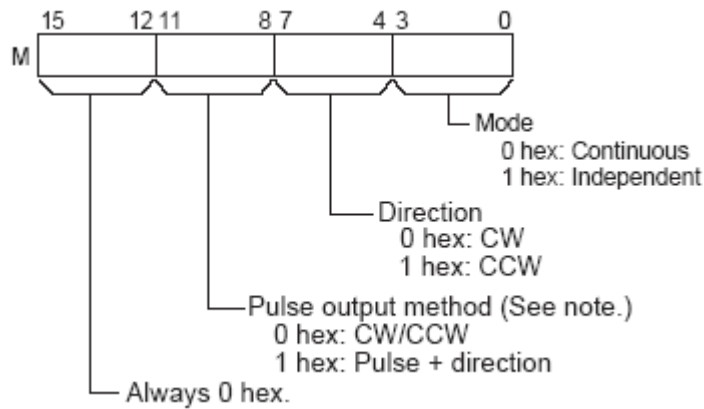 15 12 11 8 7 4 3 0
M
Mode
0 hex: Continuous
1 hex: Independent
Direction
0 hex: CW
1 hex: CCW
Pulse output method (See note.)
0 hex: CW/CCW
1 hex: Pulse + direction
Always 0 hex.